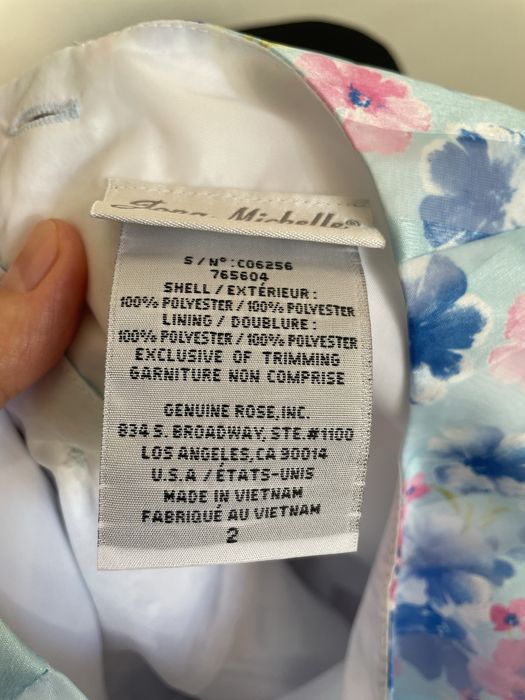 Michelle®
S/N°:C06256
765604
SHELL / EXTÉRIEUR :
100% POLYESTER / 100% POLYESTER
LINING / DOUBLURE :
100% POLYESTER / 100% POLYESTER
EXCLUSIVE OF TRIMMING
GARNITURE NON COMPRISE
GENUINE ROSE,INC.
834 S. BROADWAY, STE.#1100
LOS ANGELES,CA 90014
U.S.A / ÉTATS-UNIS
MADE IN VIETNAM
FABRIQUÉ AU VIETNAM
2